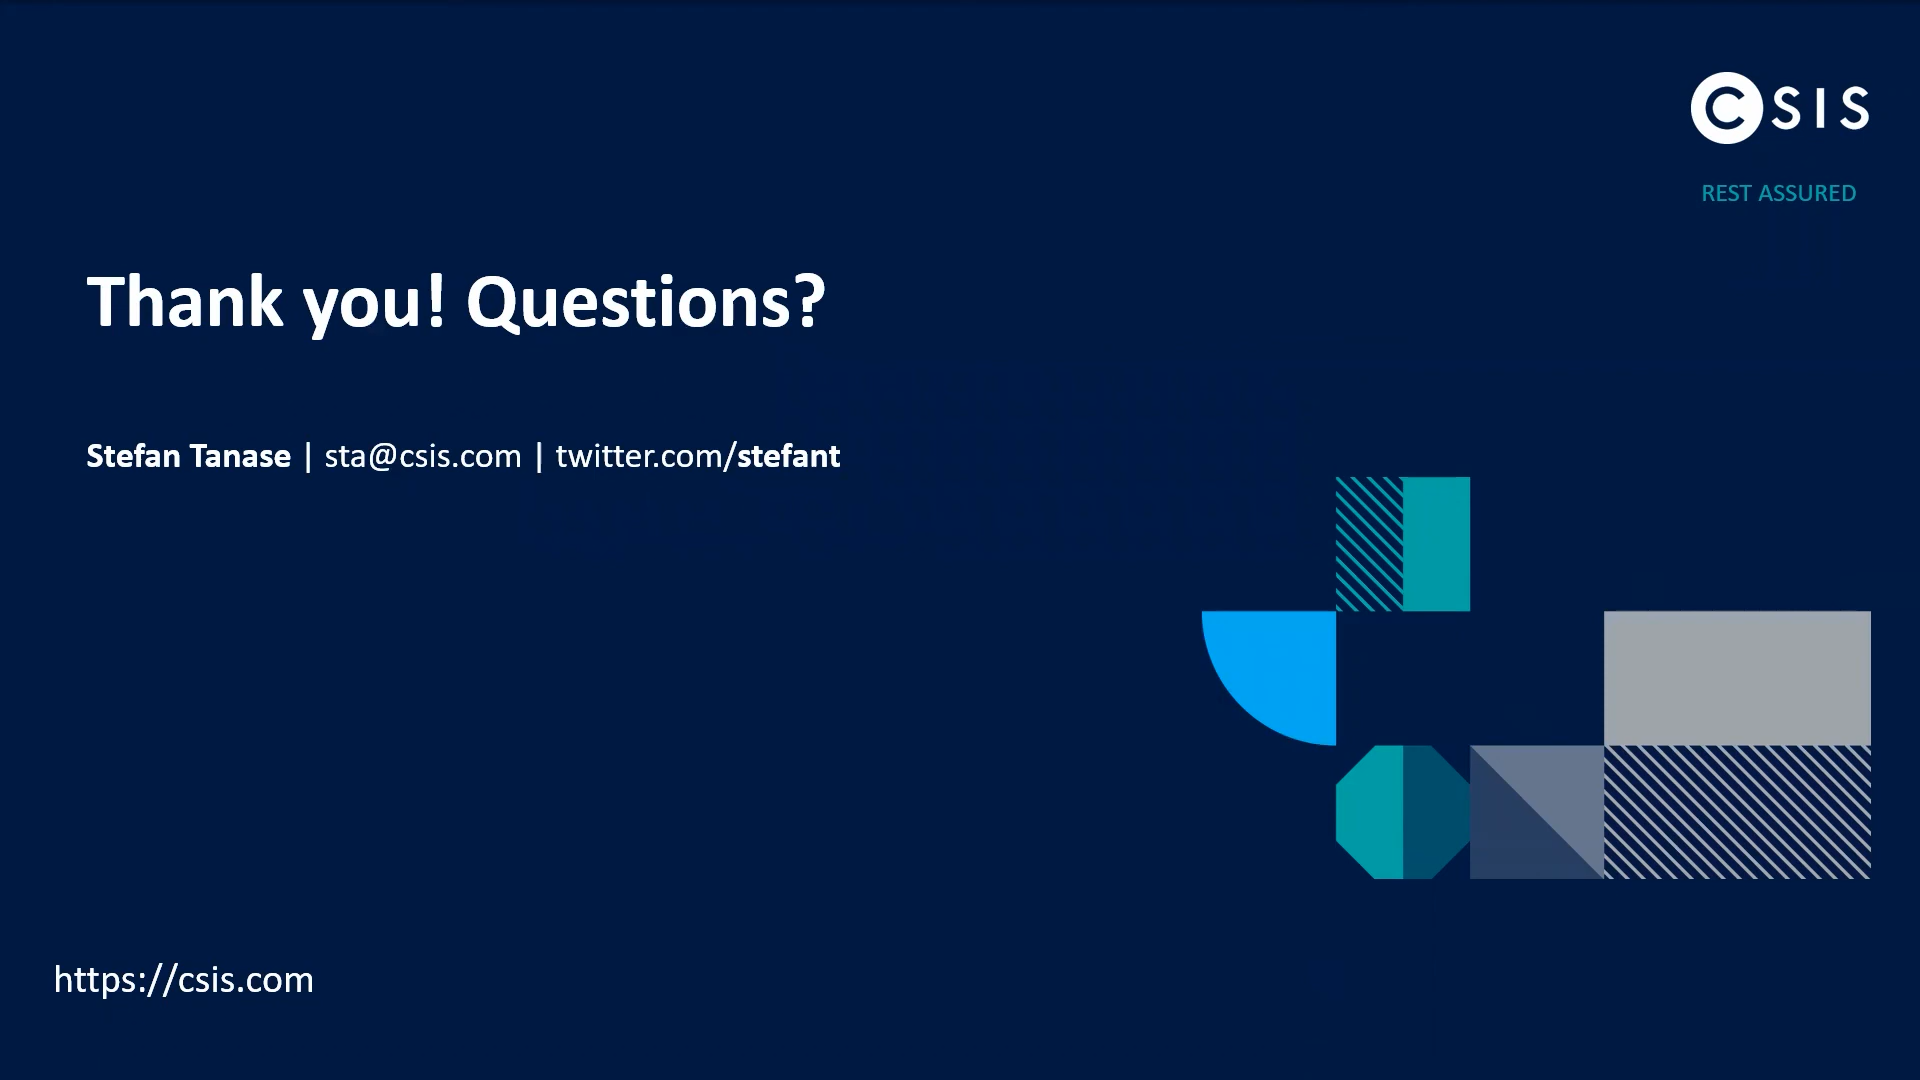 CSIS
REST ASSURED
Thank you! Questions?
Stefan Tanase | sta@csis.com | twitter.com/stefant
https://csis.com